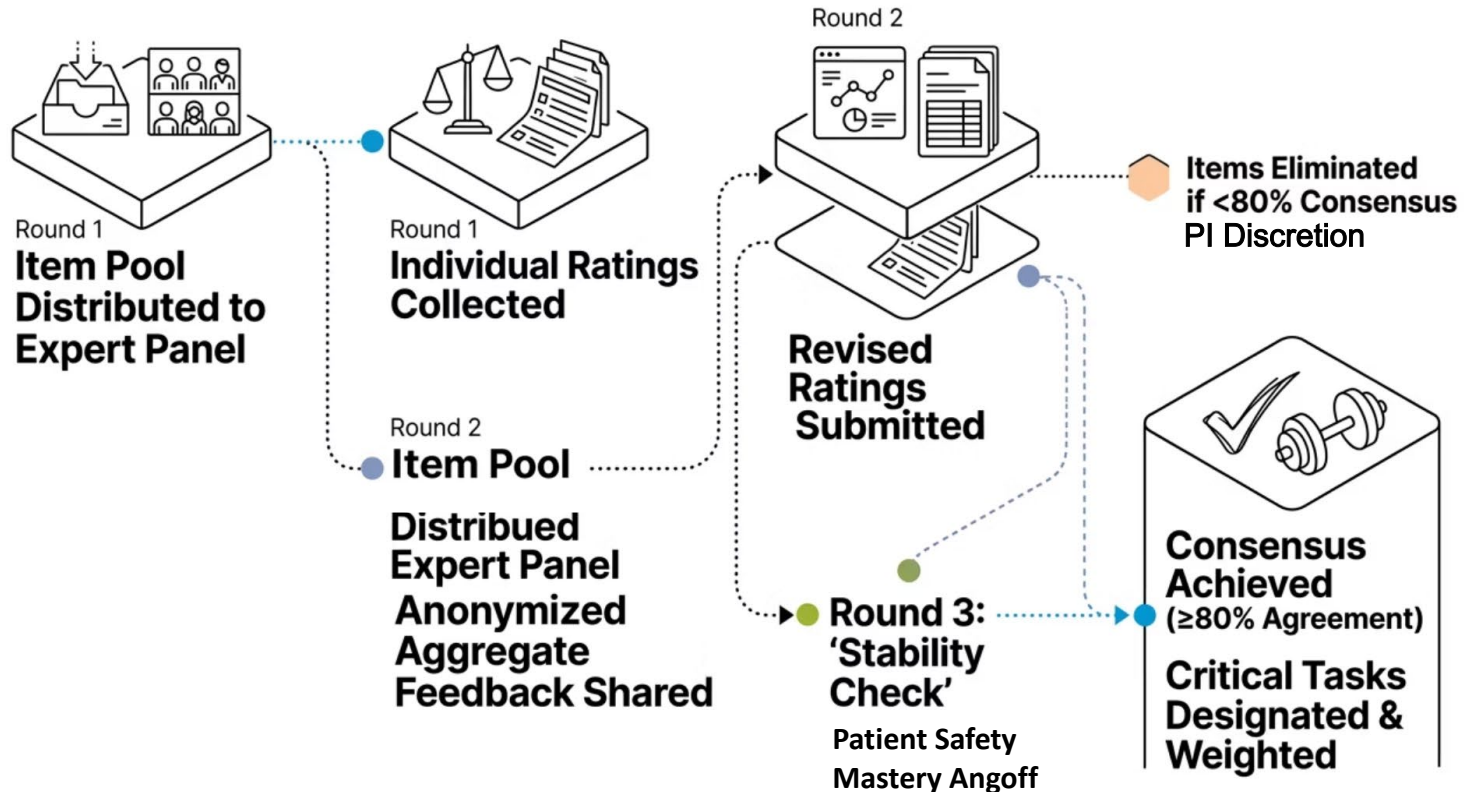 Round 1
Item Pool
Distributed to
Expert Panel
Round 1
Individual Ratings
Collected
Round 2
Item Pool
Distribued
Expert Panel
Anonymized
Aggregate
Feedback Shared
Round 2
Revised
Ratings
Submitted
Items Eliminated
if <80% Consensus
PI Discretion
Round 3:
‘Stability
Check’
Patient Safety
Mastery Angoff
Consensus
Achieved
(≥80% Agreement)
Critical Tasks
Designated &
Weighted